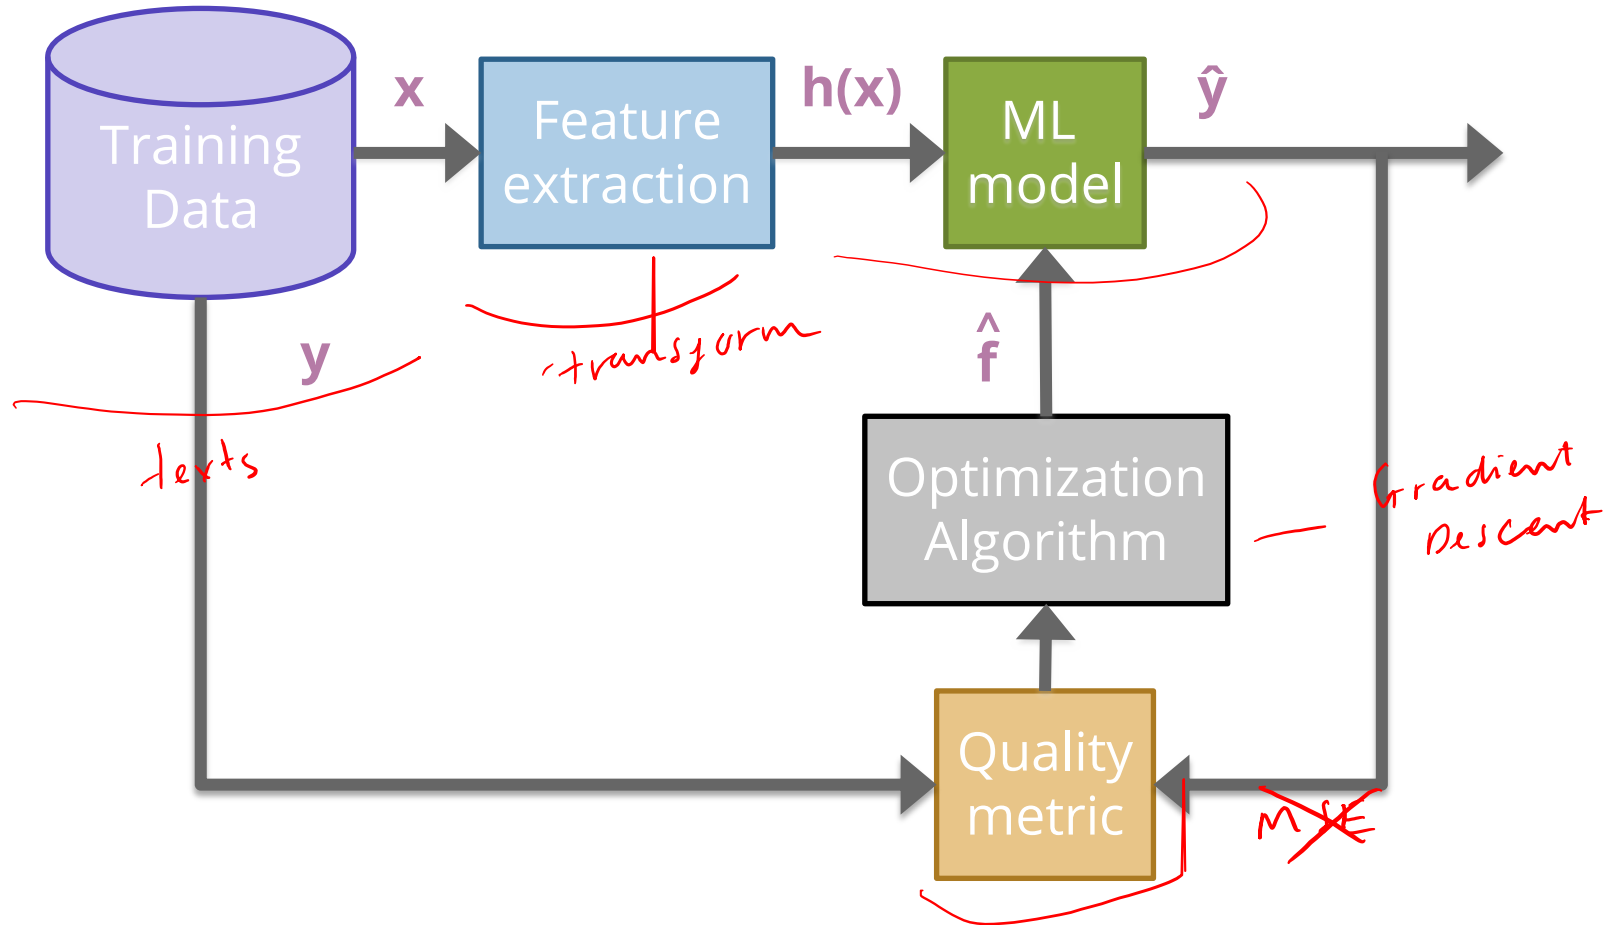 x
h(x)
ŷ
Training
Data
Feature
extraction
ML
model
y
transform
f̂
texts
Optimization
Algorithm
Gradient
Descent
Quality
metric
MSE